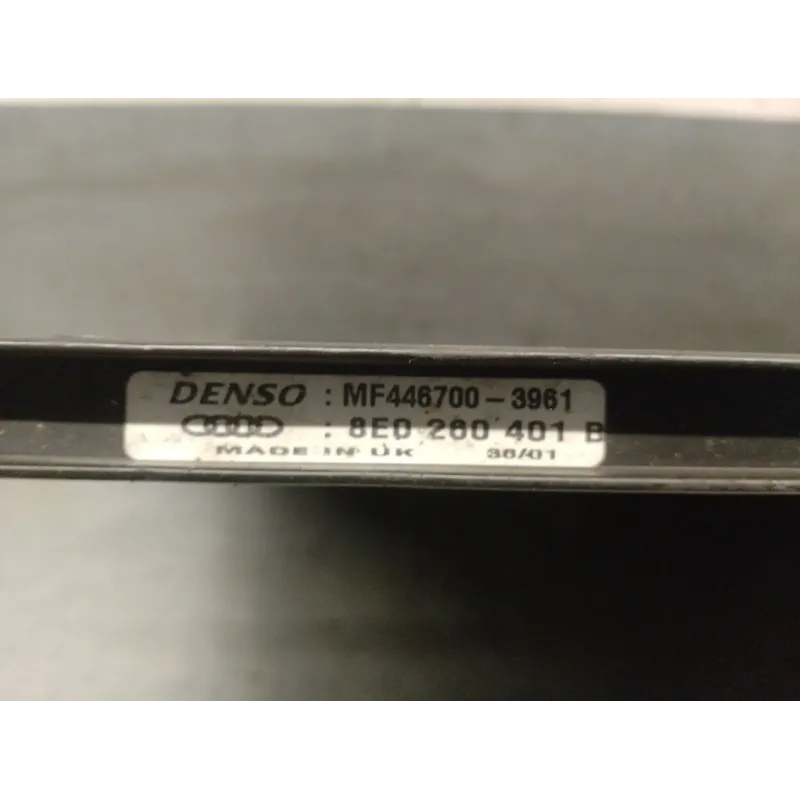 DENSO : MF446700-3961
: 8E0 260 401 B
MADE IN UK 36/01